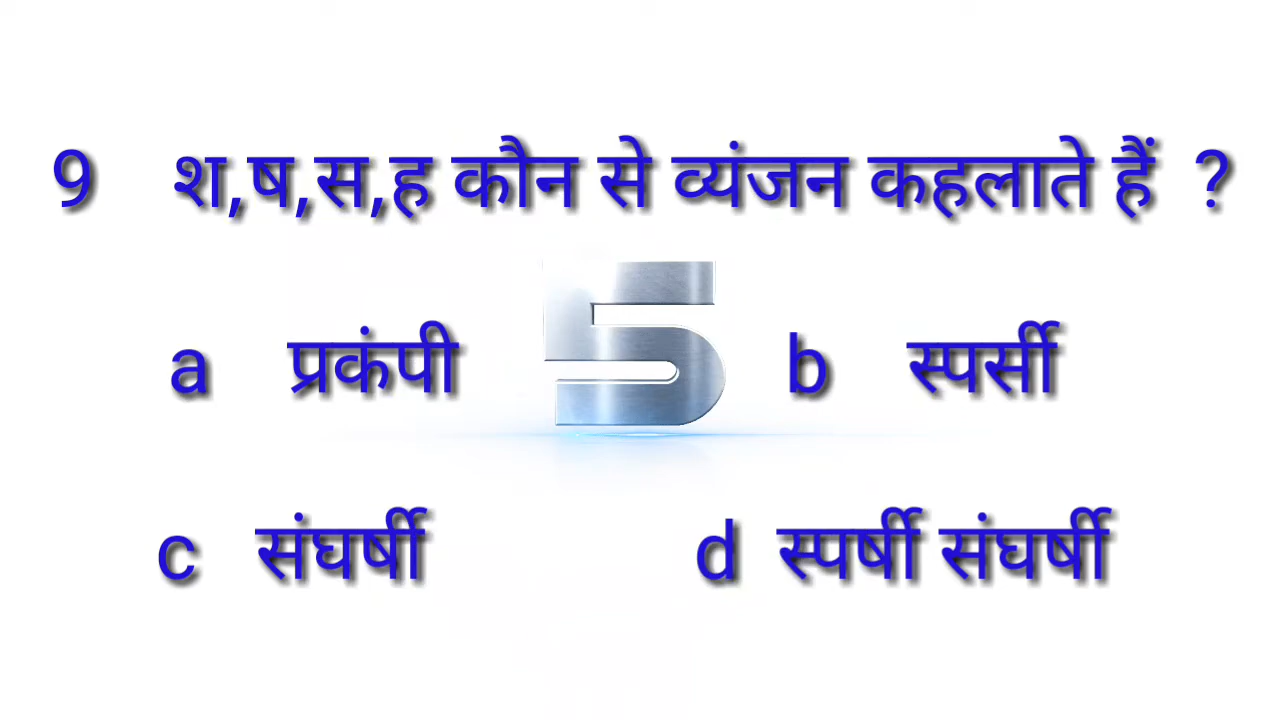 9 श,ष,स,ह कौन से व्यंजन कहलाते हैं ?
5
a प्रकंपी b स्पर्सी
c संघर्षी d स्पर्षी संघर्षी